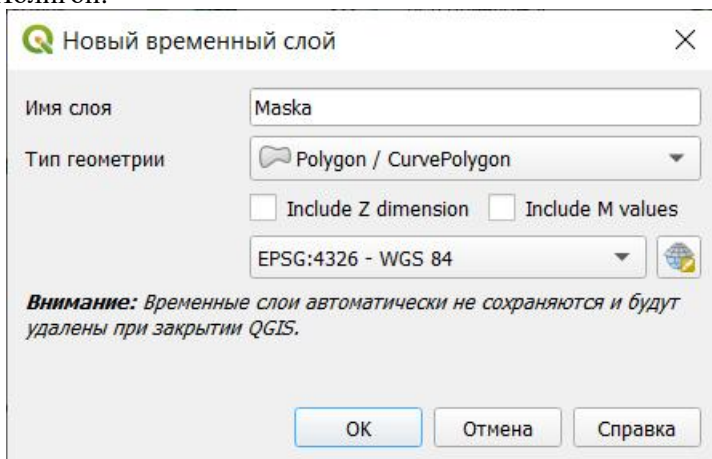 Новый временный слой
Имя слоя Maska
Тип геометрии Polygon / CurvePolygon
Include Z dimension Include M values
EPSG:4326 - WGS 84
Внимание: Временные слои автоматически не сохраняются и будут
удалены при закрытии QGIS.
OK Отмена Справка